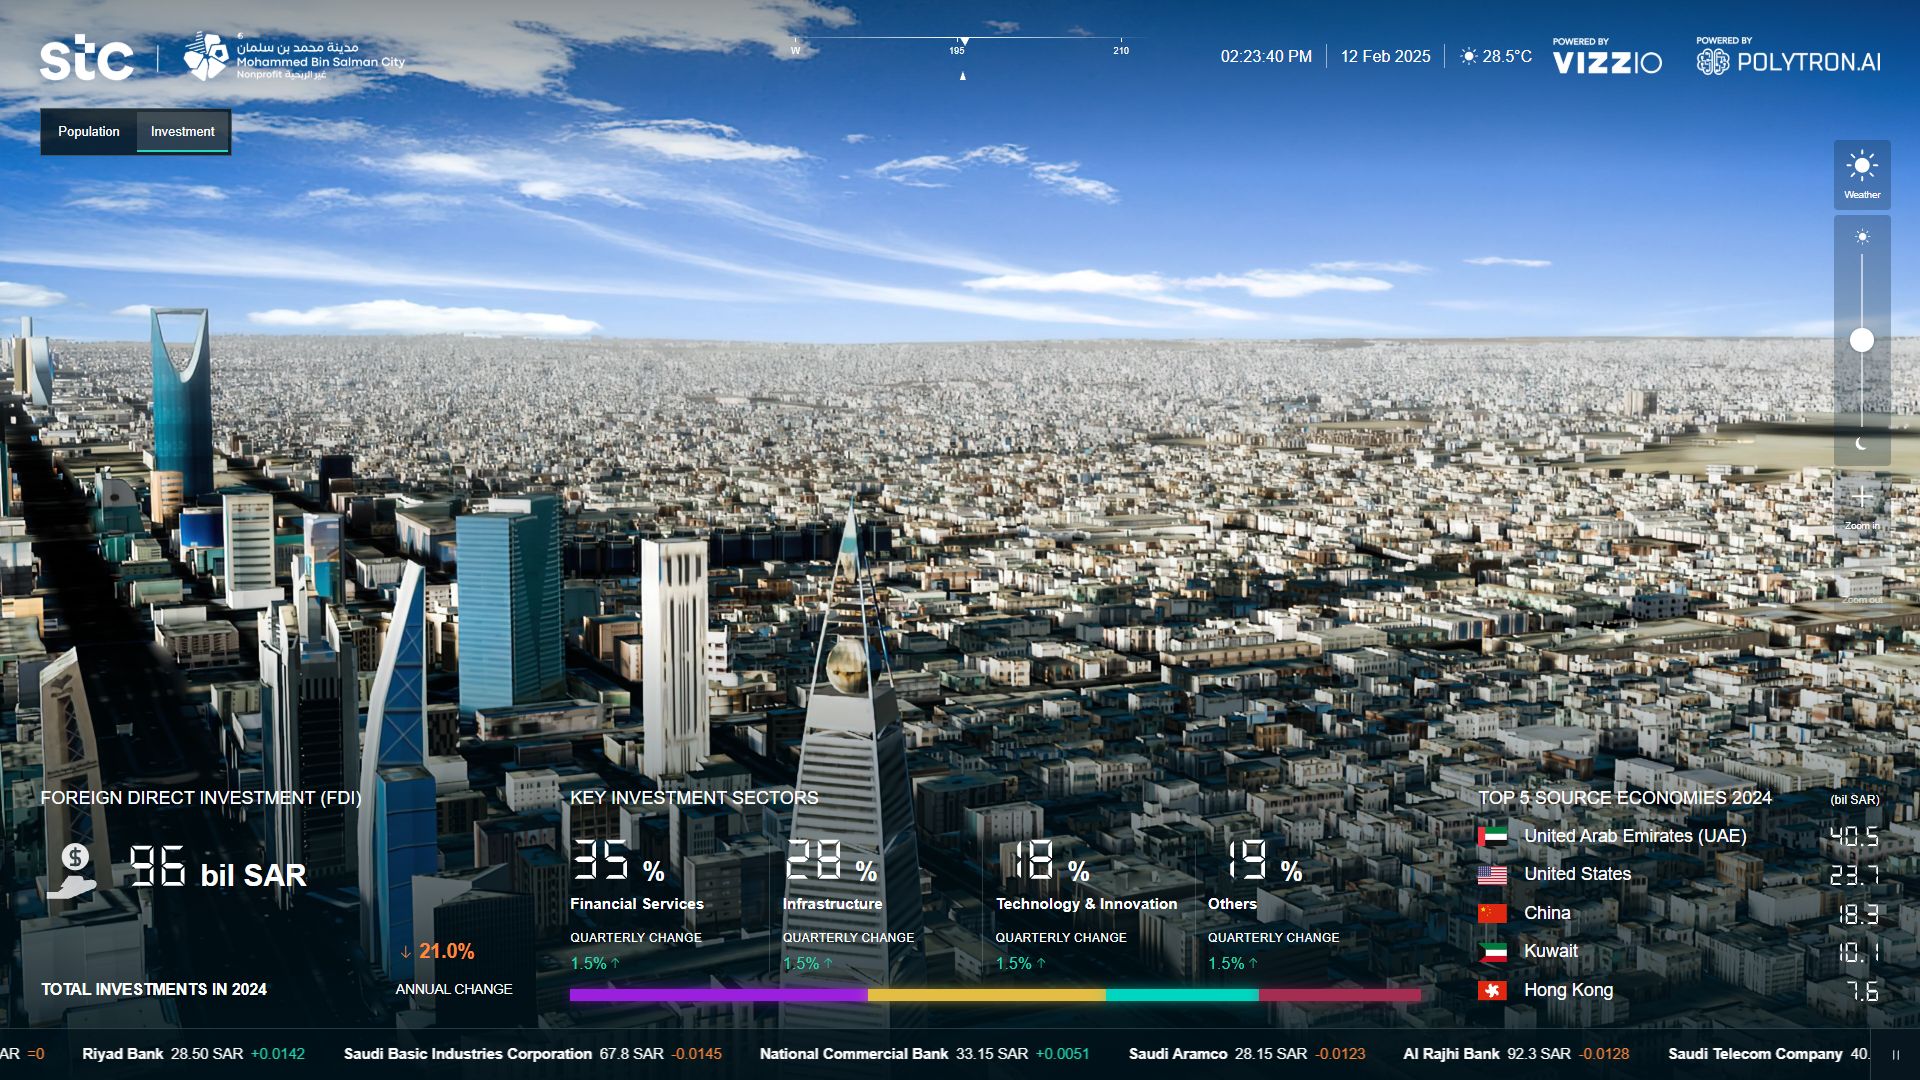 stc
مدينة محمد بن سلمان
Mohammed Bin Salman City
Nonprofit غير الربحية
W 195 210
02:23:40 PM 12 Feb 2025 28.5°C
POWERED BY
VIZZIO
POWERED BY
POLYTRON.AI
Population Investment
Weather
Zoom in
Zoom out
FOREIGN DIRECT INVESTMENT (FDI)
$ 96 bil SAR
↓ 21.0%
TOTAL INVESTMENTS IN 2024 ANNUAL CHANGE
KEY INVESTMENT SECTORS
35 % 28 % 18 % 19 %
Financial Services Infrastructure Technology & Innovation Others
QUARTERLY CHANGE QUARTERLY CHANGE QUARTERLY CHANGE QUARTERLY CHANGE
1.5% ↑ 1.5% ↑ 1.5% ↑ 1.5% ↑
TOP 5 SOURCE ECONOMIES 2024 (bil SAR)
United Arab Emirates (UAE) 40.5
United States 23.7
China 18.3
Kuwait 10.1
Hong Kong 7.6
AR =0 Riyad Bank 28.50 SAR +0.0142 Saudi Basic Industries Corporation 67.8 SAR -0.0145 National Commercial Bank 33.15 SAR +0.0051 Saudi Aramco 28.15 SAR -0.0123 Al Rajhi Bank 92.3 SAR -0.0128 Saudi Telecom Company 40.